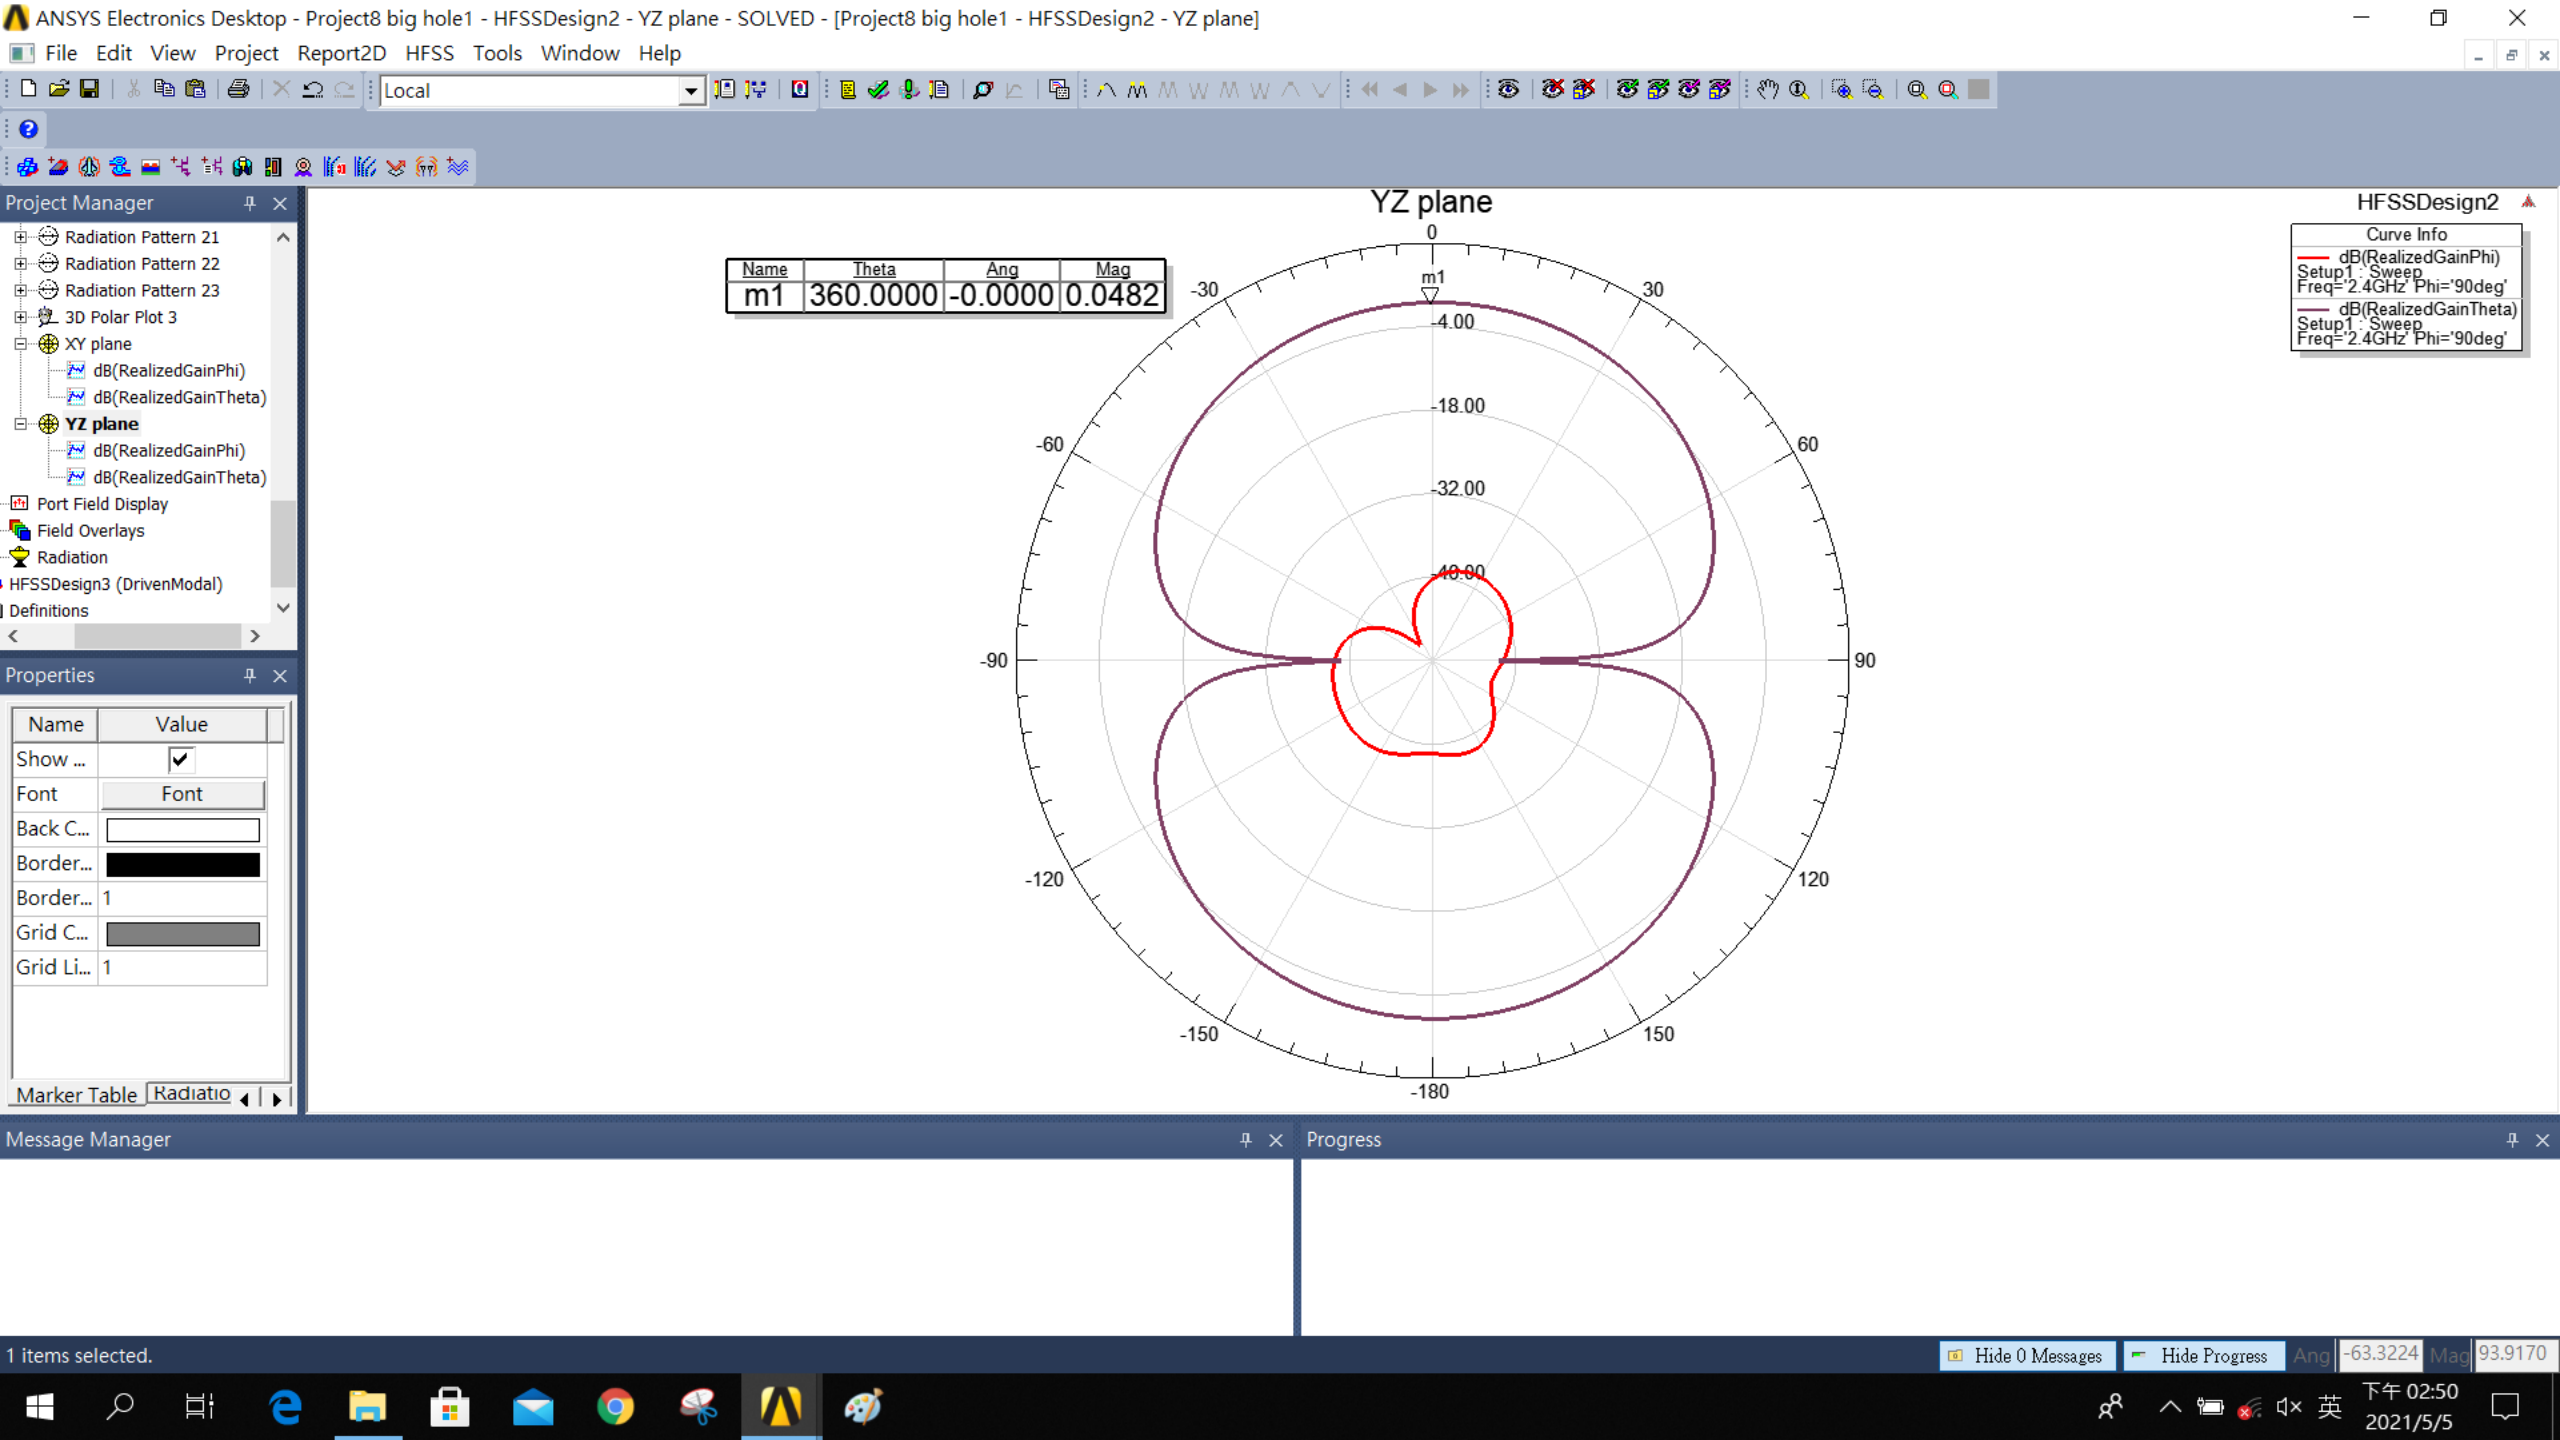 ANSYS Electronics Desktop - Project8 big hole1 - HFSSDesign2 - YZ plane - SOLVED - [Project8 big hole1 - HFSSDesign2 - YZ plane]
File Edit View Project Report2D HFSS Tools Window Help
Local
Project Manager
Radiation Pattern 21
Radiation Pattern 22
Radiation Pattern 23
3D Polar Plot 3
XY plane
dB(RealizedGainPhi)
dB(RealizedGainTheta)
YZ plane
dB(RealizedGainPhi)
dB(RealizedGainTheta)
Port Field Display
Field Overlays
Radiation
HFSSDesign3 (DrivenModal)
Definitions
Properties
Name Value
Show ...
Font Font
Back C...
Border...
Border... 1
Grid C...
Grid Li... 1
Marker Table Radiatio
YZ plane
HFSSDesign2
Curve Info
dB(RealizedGainPhi)
Setup1 : Sweep
Freq='2.4GHz' Phi='90deg'
dB(RealizedGainTheta)
Setup1 : Sweep
Freq='2.4GHz' Phi='90deg'
Name Theta Ang Mag
m1 360.0000 -0.0000 0.0482
0
m1
-30 30
-4.00
-18.00
-60 60
-32.00
-46.00
-90 90
-120 120
-150 150
-180
Message Manager
Progress
1 items selected.
Hide 0 Messages Hide Progress Ang -63.3224 Mag 93.9170
英
下午 02:50
2021/5/5